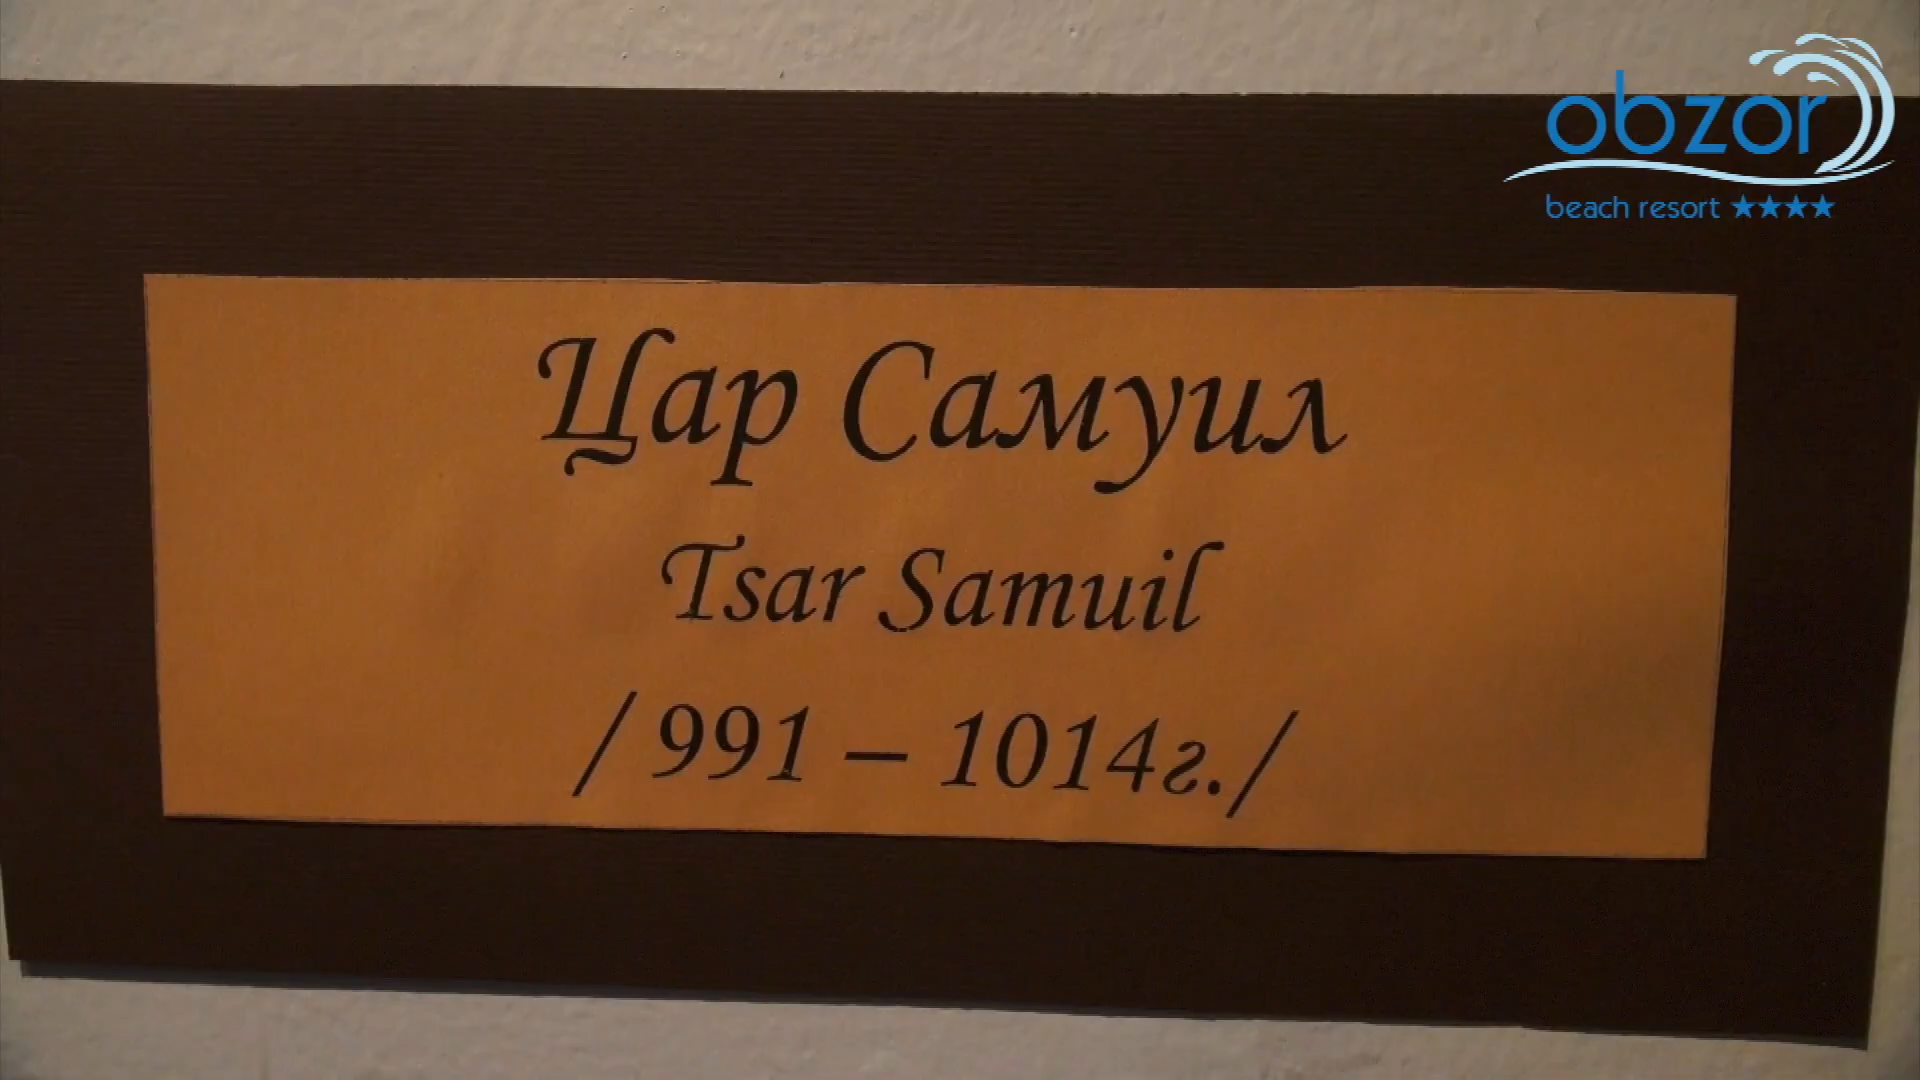 obzor
beach resort ★★★★
Цар Самуил
Tsar Samuil
/ 991 – 1014г./